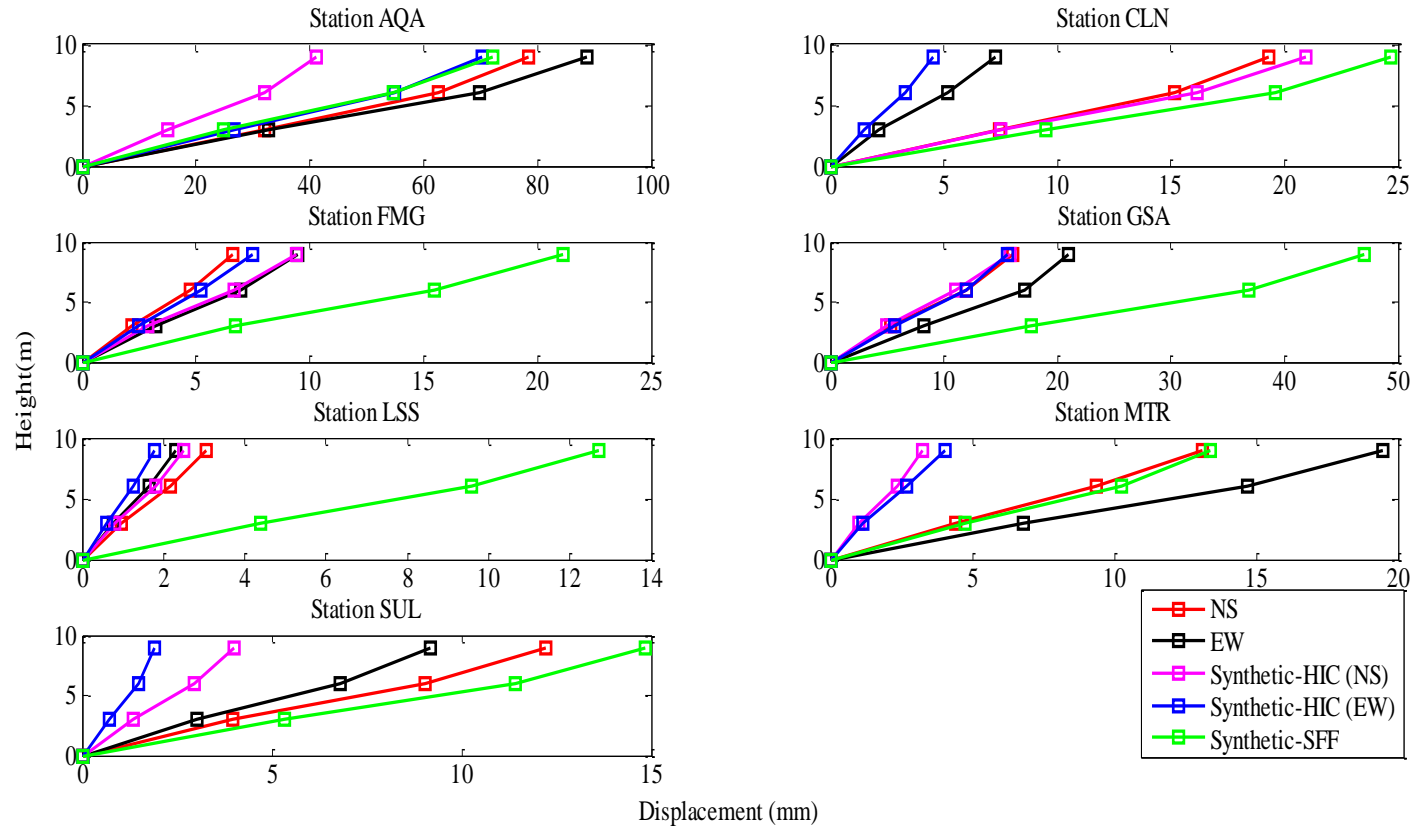 Station AQA
10
5
0
0 20 40 60 80 100
Station CLN
10
5
0
0 5 10 15 20 25
Station FMG
10
5
0
0 5 10 15 20 25
Station GSA
10
5
0
0 10 20 30 40 50
Height(m)
Station LSS
10
5
0
0 2 4 6 8 10 12 14
Station MTR
10
5
0
0 5 10 15 20
Station SUL
10
5
0
0 5 10 15
NS
EW
Synthetic-HIC (NS)
Synthetic-HIC (EW)
Synthetic-SFF
Displacement (mm)